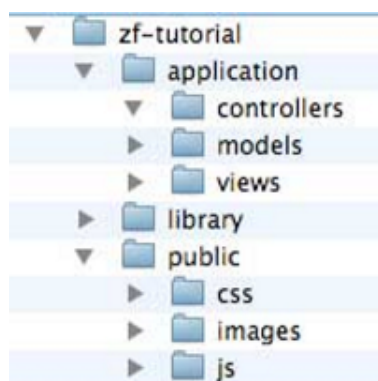 zf-tutorial
application
controllers
models
views
library
public
css
images
js